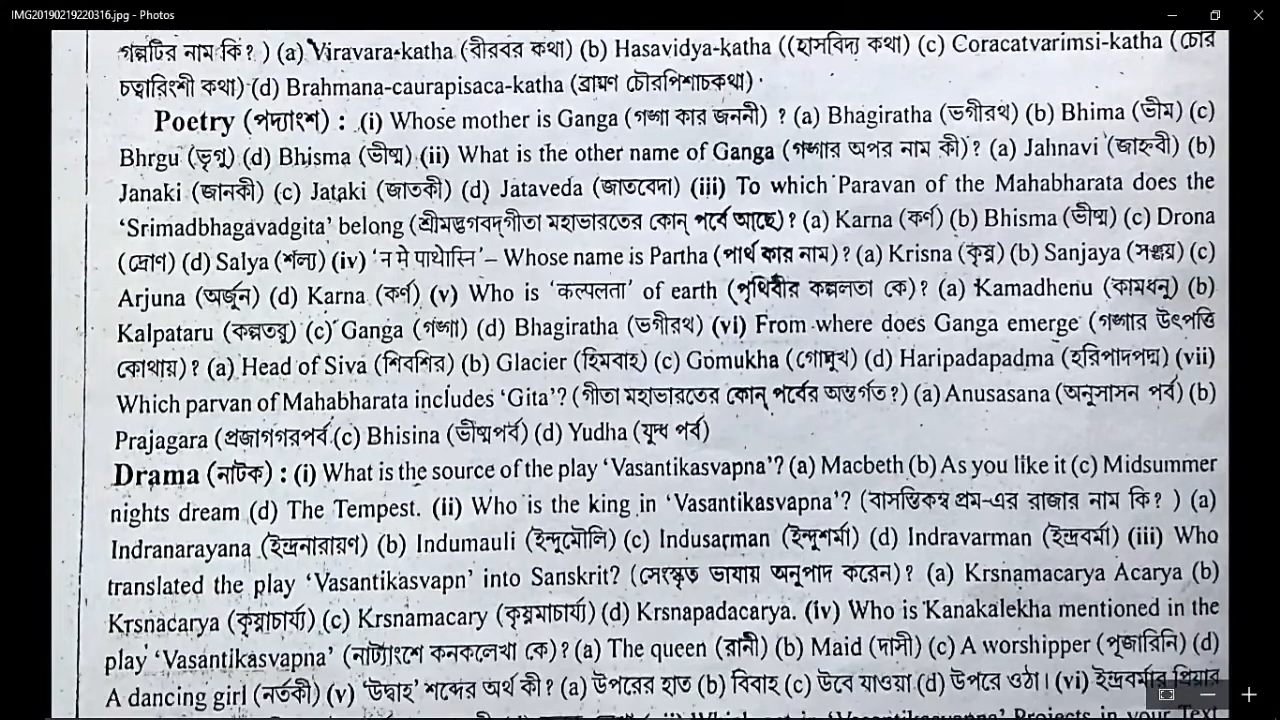 IMG20190219220316.jpg - Photos
গল্পটির নাম কি? ) (a) Viravara-katha (বীরবর কথা) (b) Hasavidya-katha ((হাসবিদ্য কথা) (c) Coracatvarimsi-katha (চোর
চত্বারিংশী কথা) (d) Brahmana-caurapisaca-katha (ব্রাহ্মণ চৌরপিশাচকথা)
Poetry (পদ্যাংশ) : (i) Whose mother is Ganga (গঙ্গা কার জননী) ? (a) Bhagiratha (ভগীরথ) (b) Bhima (ভীম) (c)
Bhrgu (ভৃগু) (d) Bhisma (ভীষ্ম) (ii) What is the other name of Ganga (গঙ্গার অপর নাম কী)? (a) Jahnavi (জাহ্নবী) (b)
Janaki (জানকী) (c) Jataki (জাতকী) (d) Jataveda (জাতবেদা) (iii) To which Paravan of the Mahabharata does the
‘Srimadbhagavadgita’ belong (শ্রীমদ্ভগবদ্‌গীতা মহাভারতের কোন্ পর্বে আছে)? (a) Karna (কর্ণ) (b) Bhisma (ভীষ্ম) (c) Drona
(দ্রোণ) (d) Salya (শল্য) (iv) ‘न मे पाथोस्नि’ – Whose name is Partha (পার্থ কার নাম)? (a) Krisna (কৃষ্ণ) (b) Sanjaya (সঞ্জয়) (c)
Arjuna (অর্জুন) (d) Karna (কর্ণ) (v) Who is ‘कल्पलता’ of earth (পৃথিবীর কল্পলতা কে)? (a) Kamadhenu (কামধনু) (b)
Kalpataru (কল্পতরু) (c) Ganga (গঙ্গা) (d) Bhagiratha (ভগীরথ) (vi) From where does Ganga emerge (গঙ্গার উৎপত্তি
কোথায়) ? (a) Head of Siva (শিবশির) (b) Glacier (হিমবাহ) (c) Gomukha (গোমুখ) (d) Haripadapadma (হরিপাদপদ্ম) (vii)
Which parvan of Mahabharata includes ‘Gita’? (গীতা মহাভারতের কোন্ পর্বের অন্তর্গত?) (a) Anusasana (অনুসাসন পর্ব) (b)
Prajagara (প্রজাগগরপর্ব (c) Bhisina (ভীষ্মপর্ব) (d) Yudha (যুদ্ধ পর্ব)
Drama (নাটক) : (i) What is the source of the play ‘Vasantikasvapna’? (a) Macbeth (b) As you like it (c) Midsummer
nights dream (d) The Tempest. (ii) Who is the king in ‘Vasantikasvapna’? (বাসন্তিকস্ব প্রম-এর রাজার নাম কি? ) (a)
Indranarayana (ইন্দ্রনারায়ণ) (b) Indumauli (ইন্দুমৌলি) (c) Indusarman (ইন্দুশর্মা) (d) Indravarman (ইন্দ্রবর্মা) (iii) Who
translated the play ‘Vasantikasvapn’ into Sanskrit? (সেংস্কৃত ভাযায় অনূপাদ করেন)? (a) Krsnamacarya Acarya (b)
Krsnacarya (কৃষ্ণাচার্য্য) (c) Krsnamacary (কৃষ্ণমাচার্য্য) (d) Krsnapadacarya. (iv) Who is Kanakalekha mentioned in the
play ‘Vasantikasvapna’ (নাট্যাংশে কনকলেখা কে)? (a) The queen (রানী) (b) Maid (দাসী) (c) A worshipper (পূজারিনি) (d)
A dancing girl (নর্তকী) (v) ‘উদ্বাহ’ শব্দের অর্থ কী? (a) উপরের হাত (b) বিবাহ (c) উবে যাওয়া (d) উপরে ওঠা। (vi) ইন্দ্রবর্মার প্রিয়ার
Which ‘Vasantikasvapna’ Projects in your Text